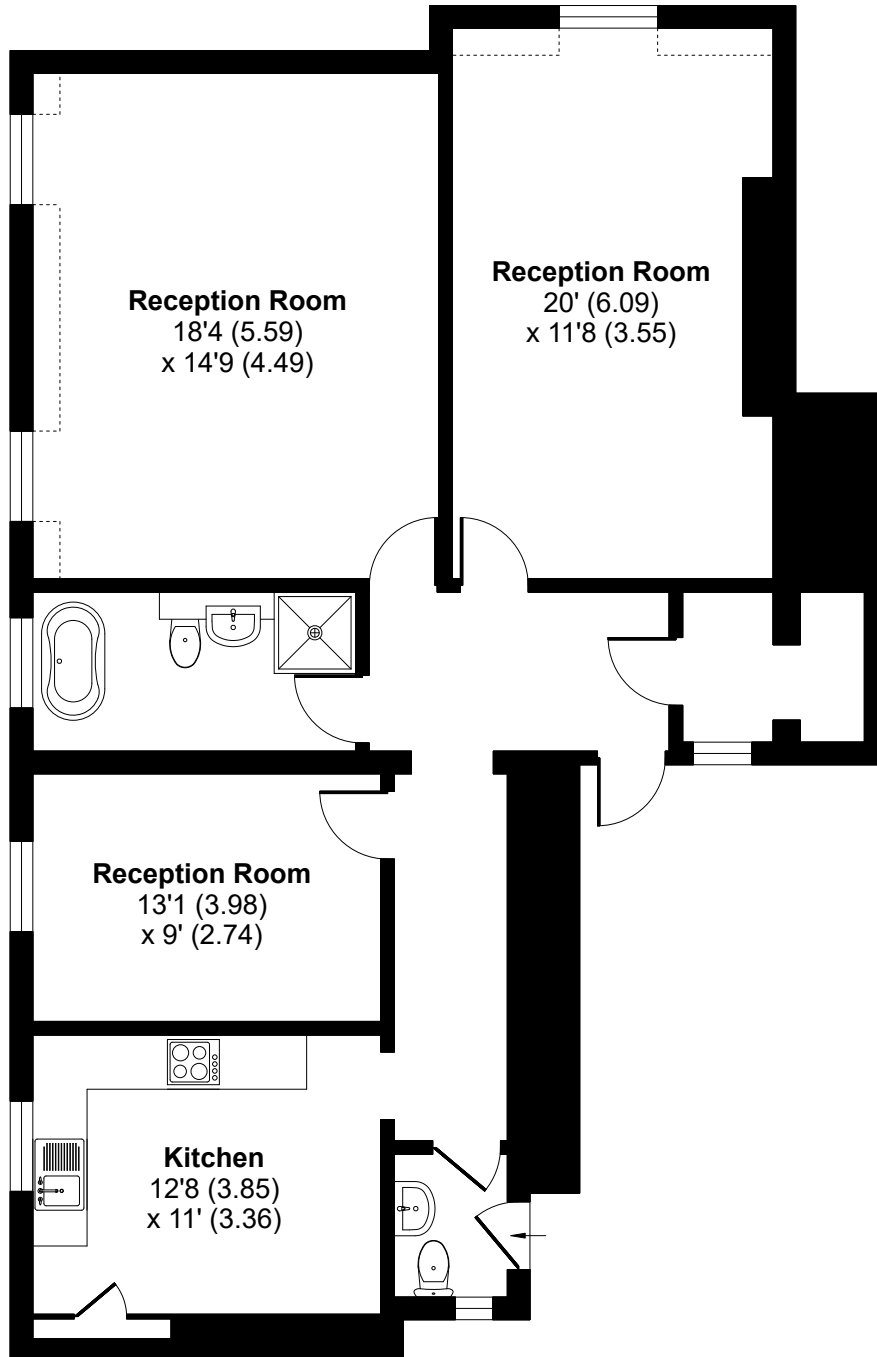 Reception Room
20' (6.09)
x 11'8 (3.55)
Reception Room
18'4 (5.59)
x 14'9 (4.49)
Reception Room
13'1 (3.98)
x 9' (2.74)
Kitchen
12'8 (3.85)
x 11' (3.36)